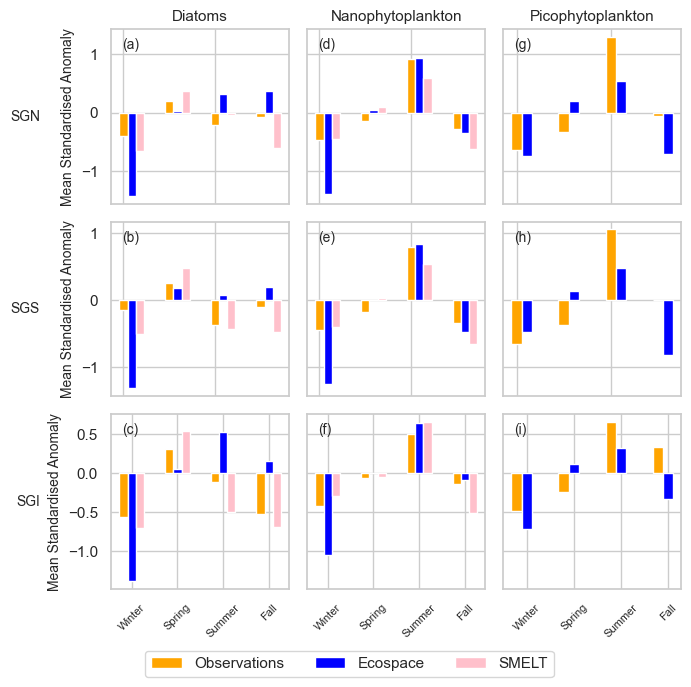 Diatoms Nanophytoplankton Picophytoplankton
SGN
Mean Standardised Anomaly
1
0
−1
(a) (d) (g)
SGS
Mean Standardised Anomaly
1
0
−1
(b) (e) (h)
SGI
Mean Standardised Anomaly
0.5
0.0
−0.5
−1.0
(c) (f) (i)
Winter Spring Summer Fall Winter Spring Summer Fall Winter Spring Summer Fall
Observations Ecospace SMELT